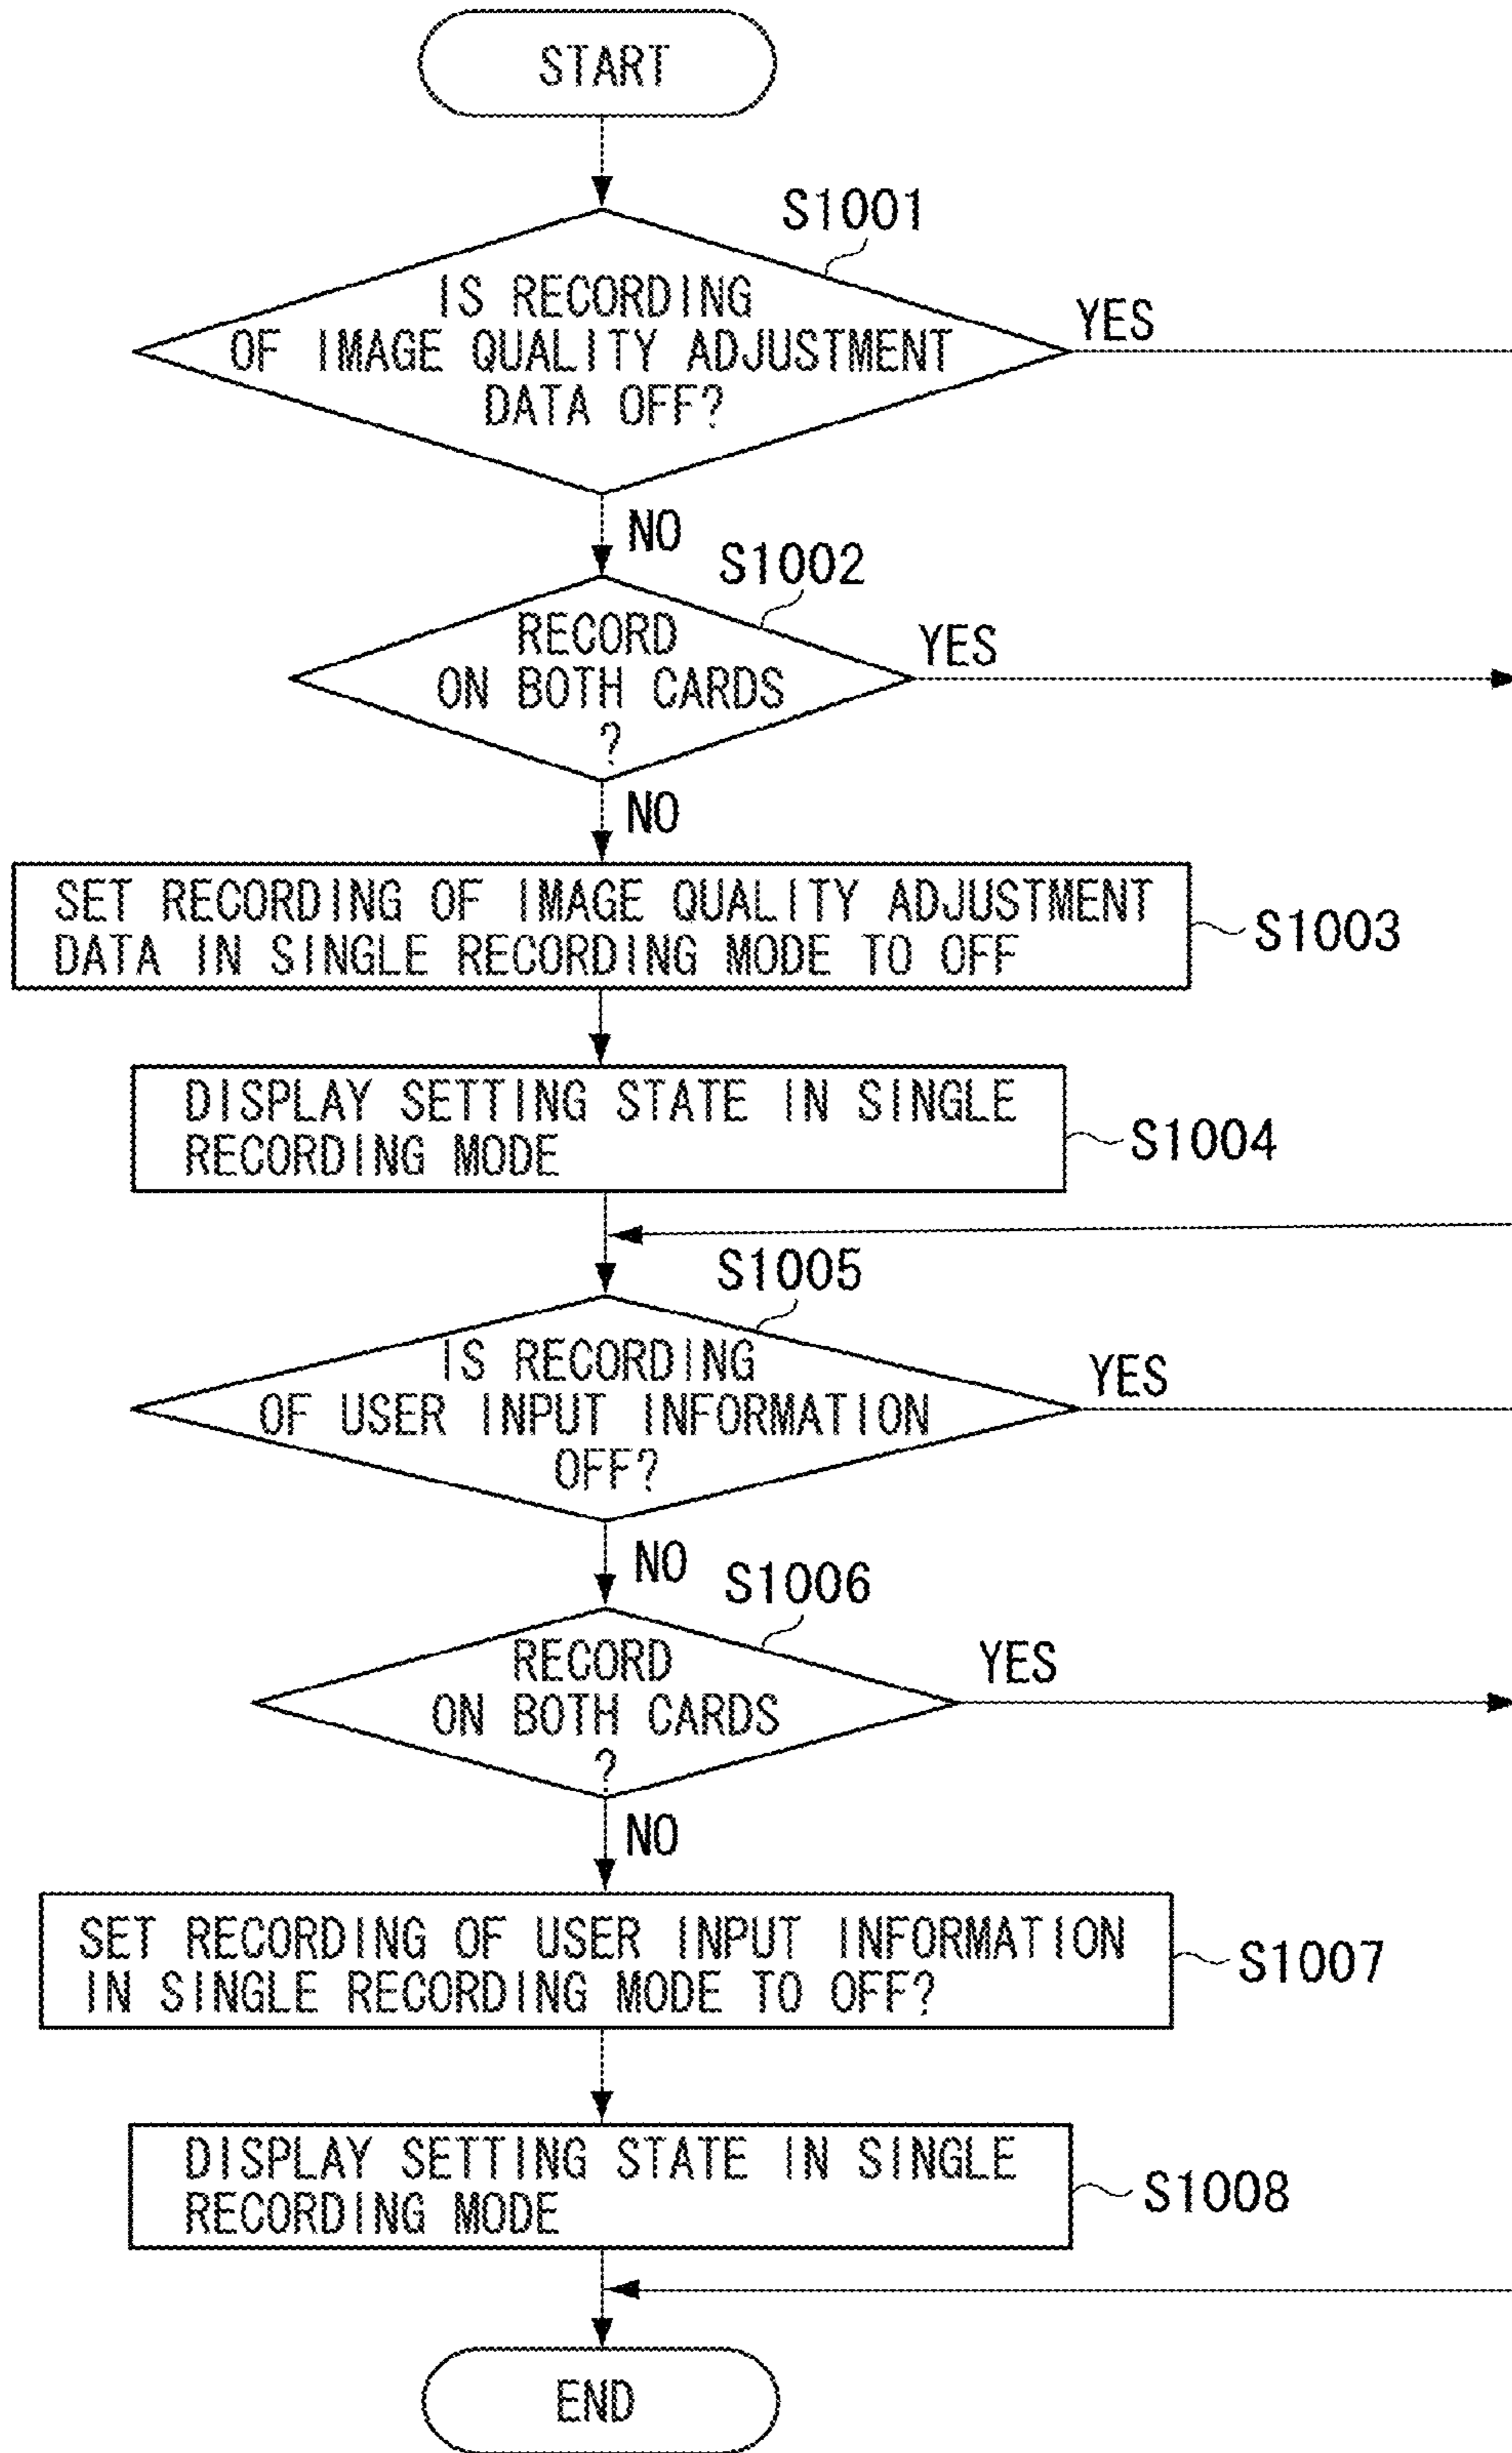 START
S1001
IS RECORDING
OF IMAGE QUALITY ADJUSTMENT
DATA OFF?
YES
NO
S1002
RECORD
ON BOTH CARDS
?
YES
NO
SET RECORDING OF IMAGE QUALITY ADJUSTMENT
DATA IN SINGLE RECORDING MODE TO OFF
S1003
DISPLAY SETTING STATE IN SINGLE
RECORDING MODE
S1004
S1005
IS RECORDING
OF USER INPUT INFORMATION
OFF?
YES
NO
S1006
RECORD
ON BOTH CARDS
?
YES
NO
SET RECORDING OF USER INPUT INFORMATION
IN SINGLE RECORDING MODE TO OFF?
S1007
DISPLAY SETTING STATE IN SINGLE
RECORDING MODE
S1008
END